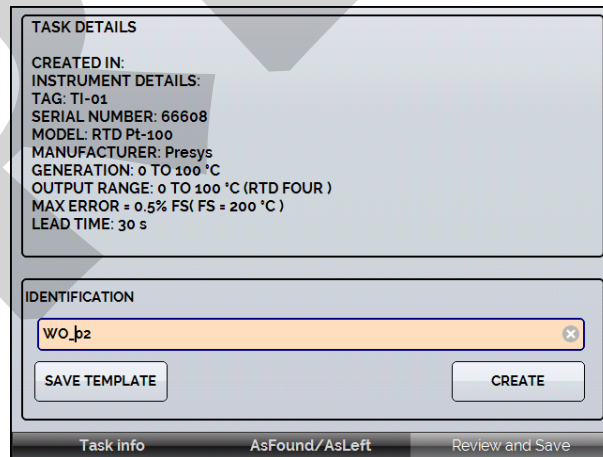 TASK DETAILS
CREATED IN:
INSTRUMENT DETAILS:
TAG: TI-01
SERIAL NUMBER: 66608
MODEL: RTD Pt-100
MANUFACTURER: Presys
GENERATION: 0 TO 100 °C
OUTPUT RANGE: 0 TO 100 °C (RTD FOUR )
MAX ERROR = 0.5% FS( FS = 200 °C )
LEAD TIME: 30 s
IDENTIFICATION
WO_02
SAVE TEMPLATE
CREATE
Task info
AsFound/AsLeft
Review and Save